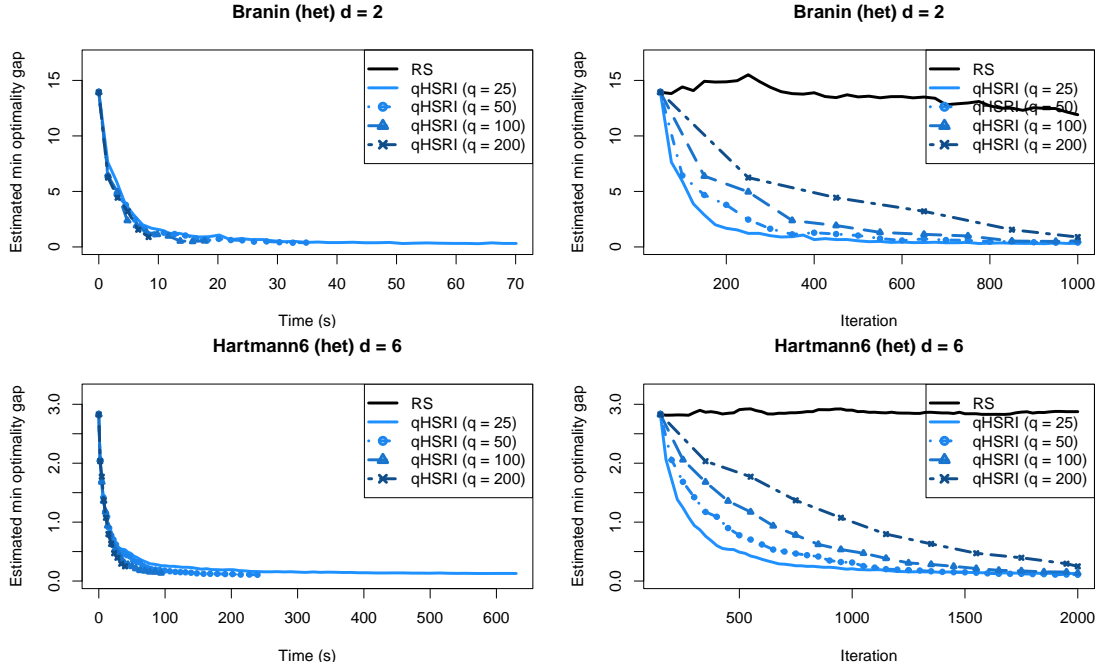 Branin (het) d = 2
Estimated min optimality gap
15
10
5
0
RS
qHSRI (q = 25)
qHSRI (q = 50)
qHSRI (q = 100)
qHSRI (q = 200)
0 10 20 30 40 50 60 70
Time (s)
Branin (het) d = 2
Estimated min optimality gap
15
10
5
0
RS
qHSRI (q = 25)
qHSRI (q = 50)
qHSRI (q = 100)
qHSRI (q = 200)
200 400 600 800 1000
Iteration
Hartmann6 (het) d = 6
Estimated min optimality gap
3.0
2.0
1.0
0.0
RS
qHSRI (q = 25)
qHSRI (q = 50)
qHSRI (q = 100)
qHSRI (q = 200)
0 100 200 300 400 500 600
Time (s)
Hartmann6 (het) d = 6
Estimated min optimality gap
3.0
2.0
1.0
0.0
RS
qHSRI (q = 25)
qHSRI (q = 50)
qHSRI (q = 100)
qHSRI (q = 200)
500 1000 1500 2000
Iteration